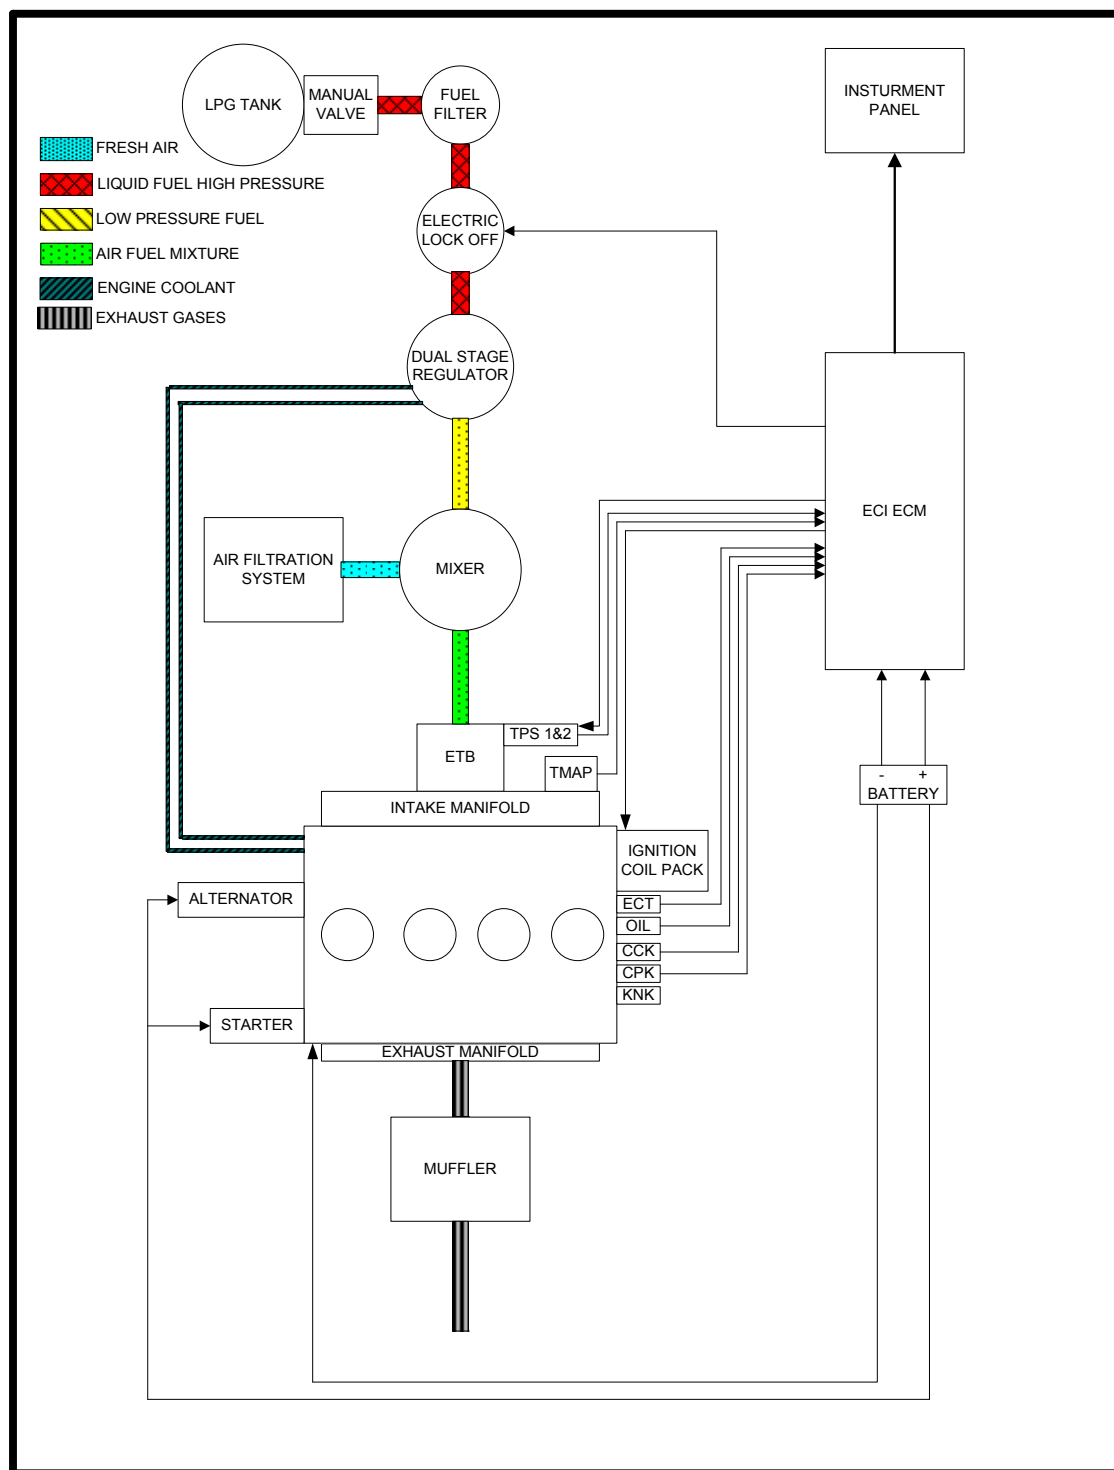 LPG TANK
MANUAL
VALVE
FUEL
FILTER
INSTURMENT
PANEL
FRESH AIR
LIQUID FUEL HIGH PRESSURE
LOW PRESSURE FUEL
AIR FUEL MIXTURE
ENGINE COOLANT
EXHAUST GASES
ELECTRIC
LOCK OFF
DUAL STAGE
REGULATOR
ECI ECM
AIR FILTRATION
SYSTEM
MIXER
ETB
TPS 1&2
TMAP
- +
BATTERY
INTAKE MANIFOLD
IGNITION
COIL PACK
ALTERNATOR
ECT
OIL
CCK
CPK
KNK
STARTER
EXHAUST MANIFOLD
MUFFLER